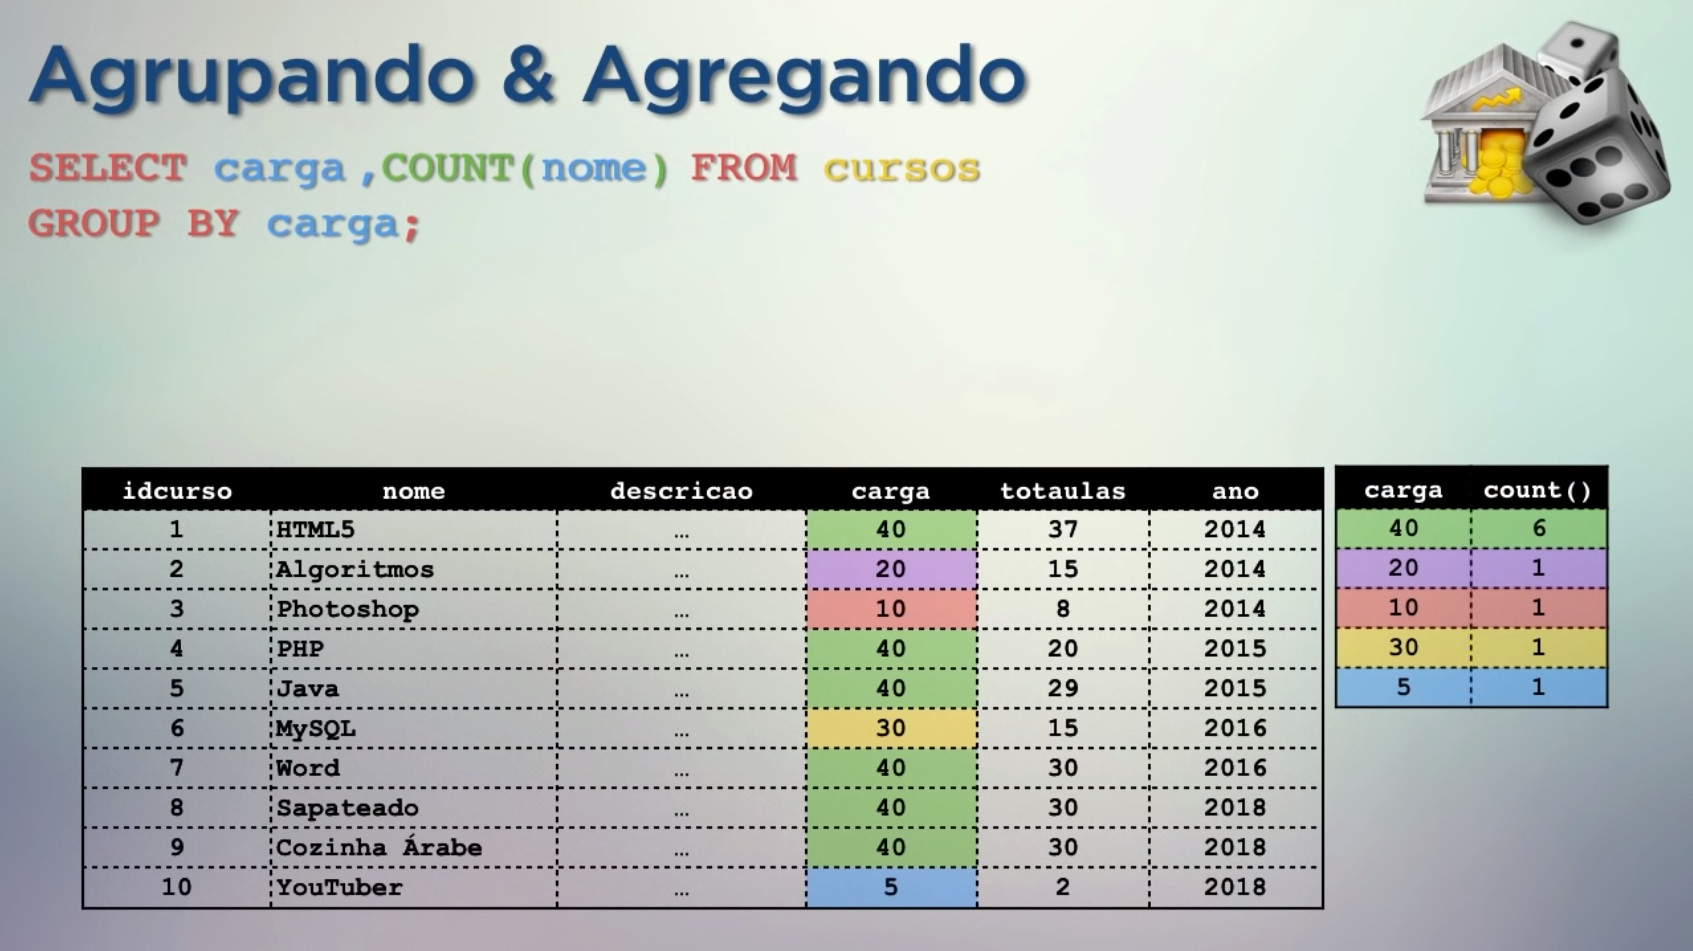 Agrupando & Agregando
SELECT carga ,COUNT(nome) FROM cursos
GROUP BY carga;
idcurso nome descricao carga totaulas ano
1 HTML5 ... 40 37 2014
2 Algoritmos ... 20 15 2014
3 Photoshop ... 10 8 2014
4 PHP ... 40 20 2015
5 Java ... 40 29 2015
6 MySQL ... 30 15 2016
7 Word ... 40 30 2016
8 Sapateado ... 40 30 2018
9 Cozinha Árabe ... 40 30 2018
10 YouTuber ... 5 2 2018
carga count()
40 6
20 1
10 1
30 1
5 1